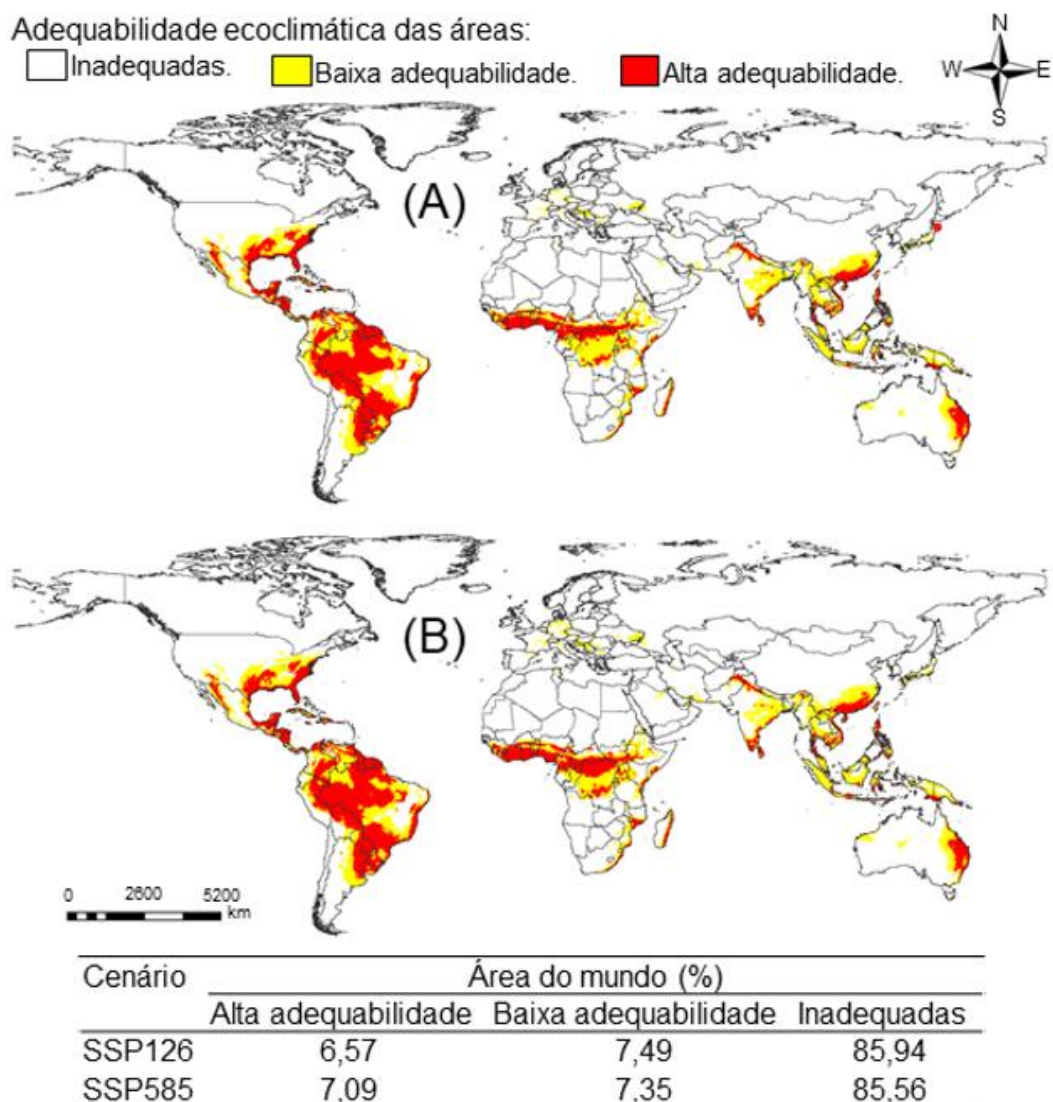 Adequabilidade ecoclimática das áreas:
Inadequadas. Baixa adequabilidade. Alta adequabilidade.
N
W E
S
(A)
(B)
0 2600 5200
km
Cenário Área do mundo (%)
Alta adequabilidade Baixa adequabilidade Inadequadas
SSP126 6,57 7,49 85,94
SSP585 7,09 7,35 85,56